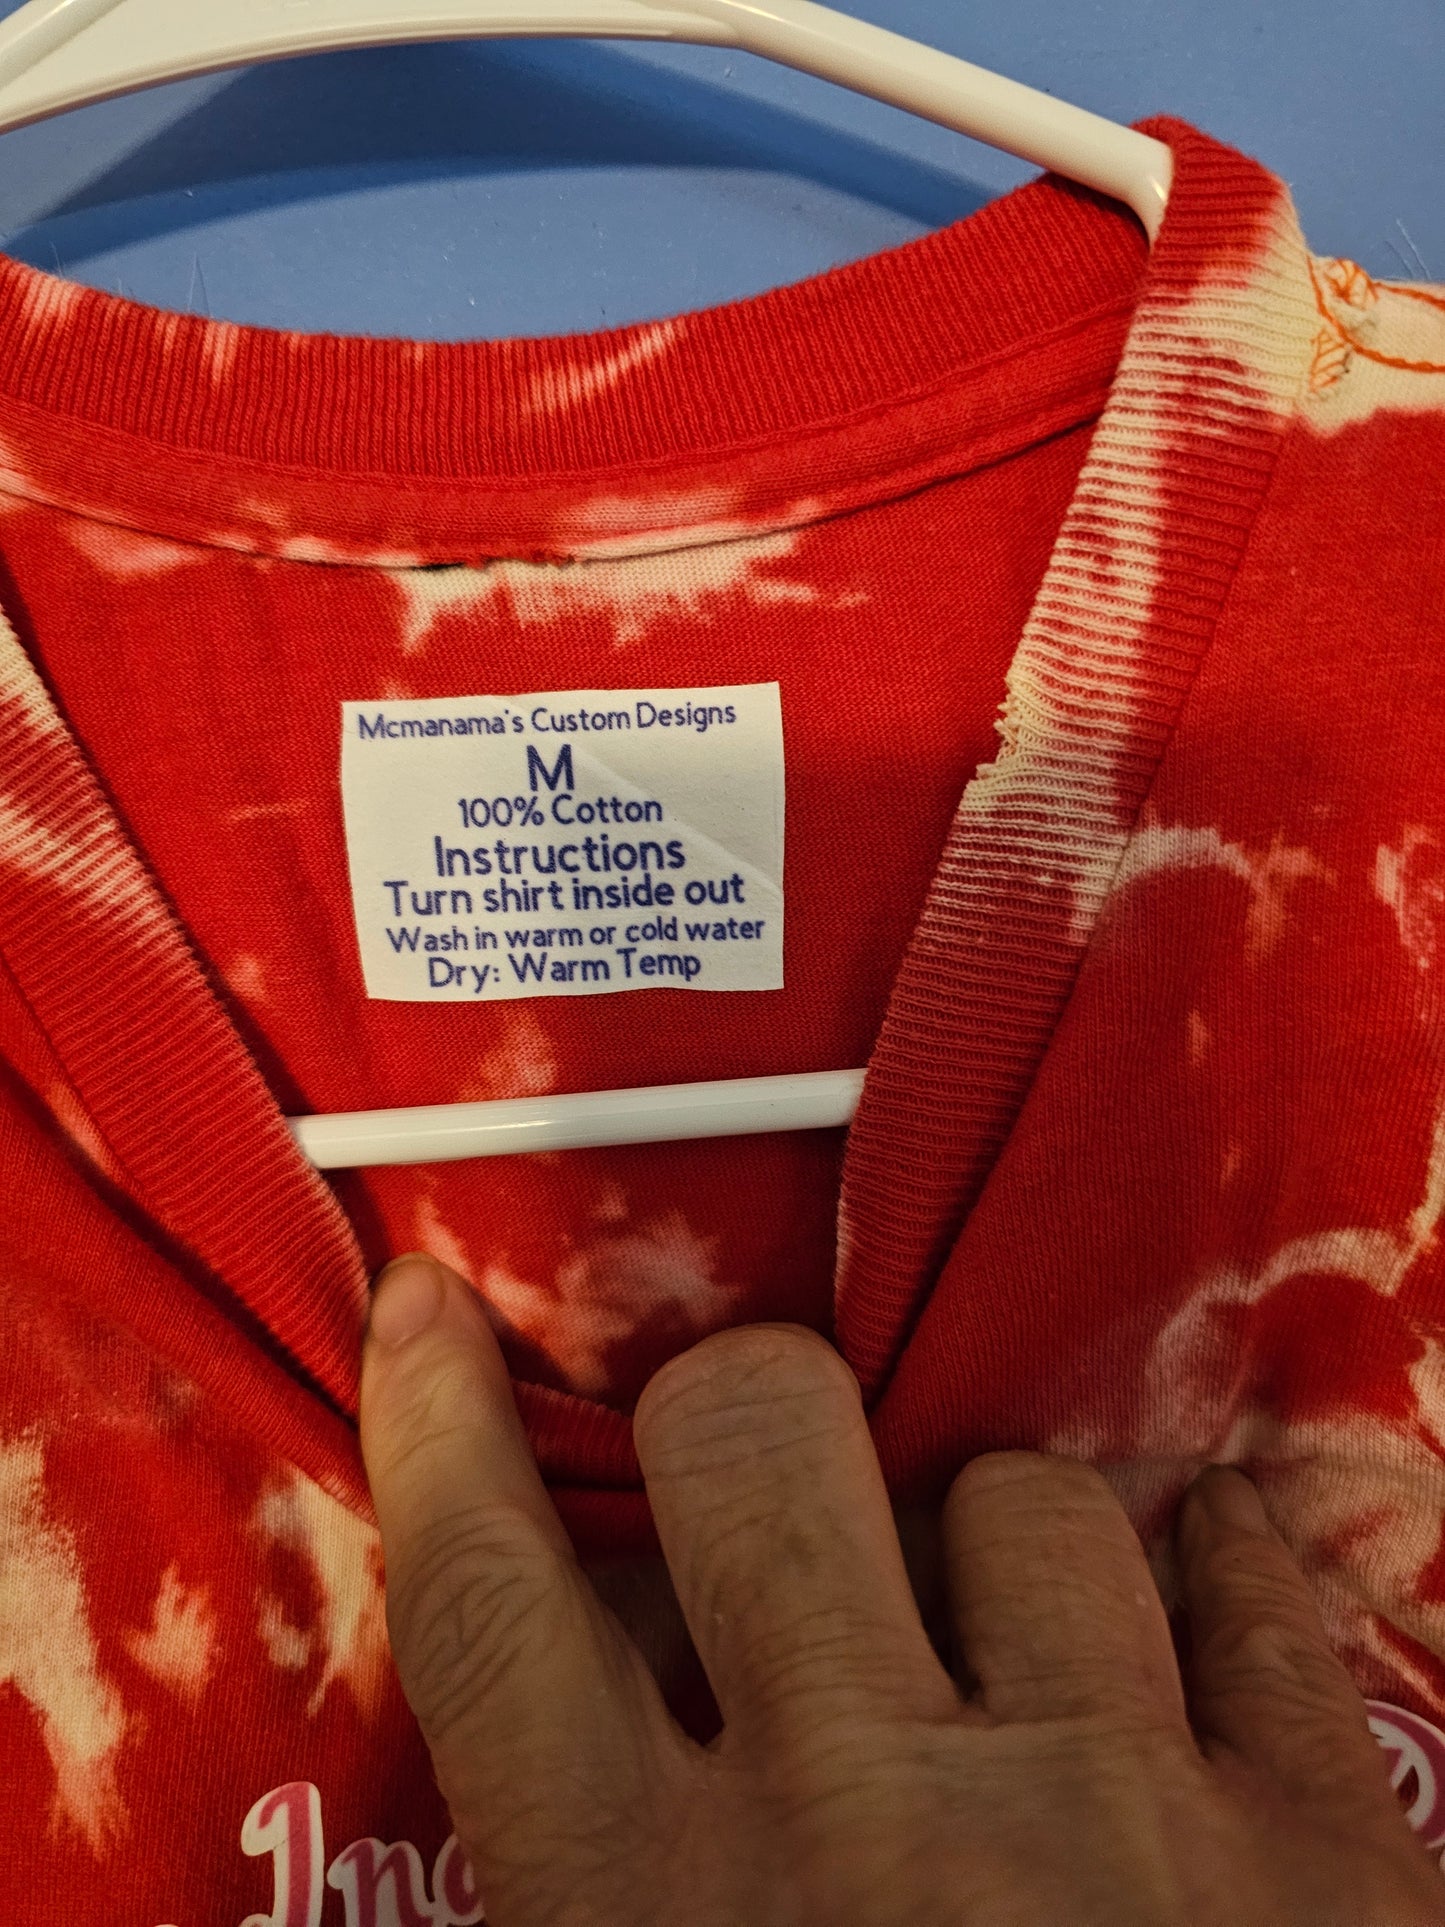 Mcmanama's Custom Designs
M
100% Cotton
Instructions
Turn shirt inside out
Wash in warm or cold water
Dry: Warm Temp